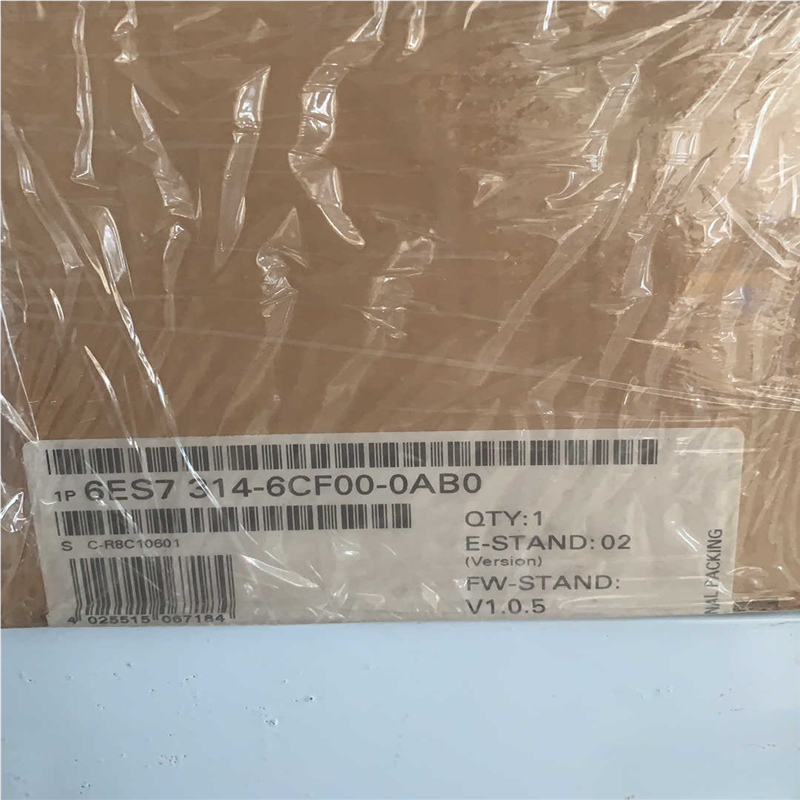 1P 6ES7 314-6CF00-0AB0
S C-R8C10601
QTY:1
E-STAND:02
(Version)
FW-STAND:
V1.0.5
4 025515 067184
PACKING